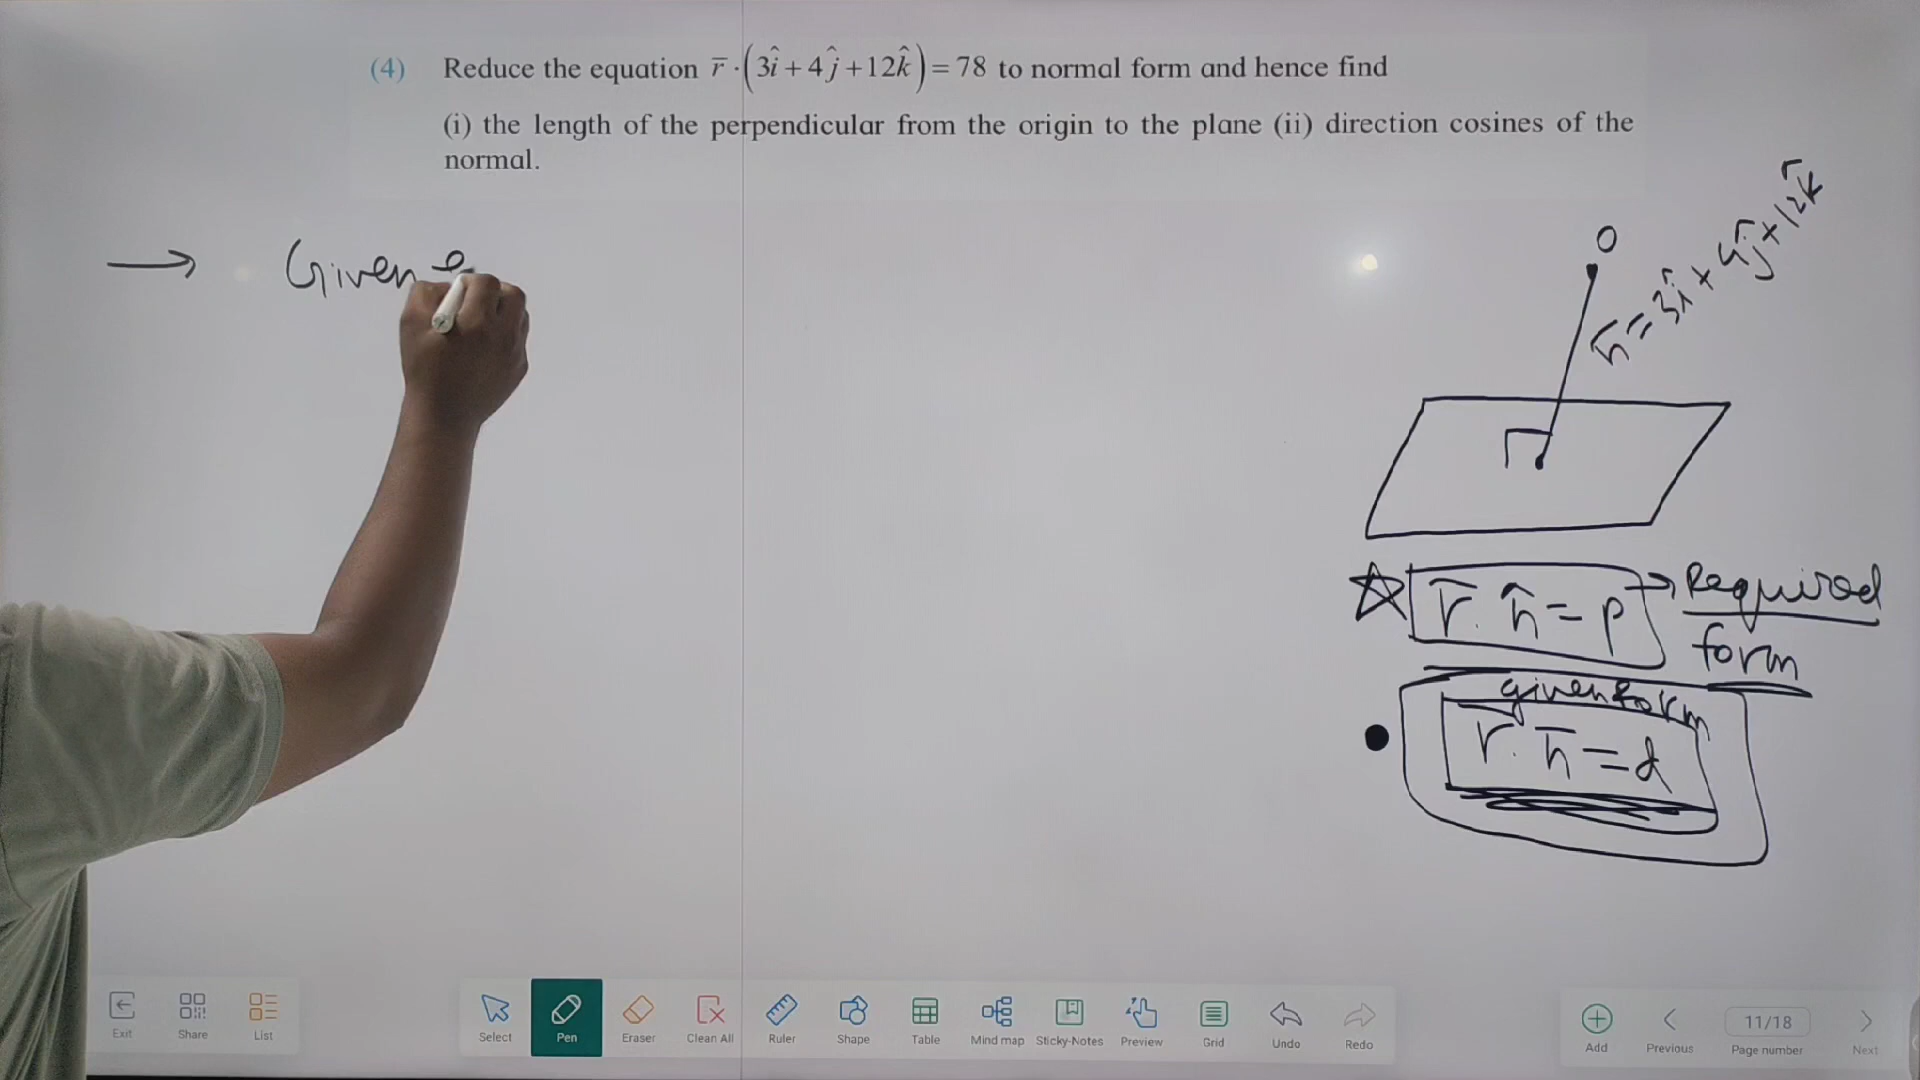 (4) Reduce the equation r̄ · (3î + 4ĵ + 12k̂) = 78 to normal form and hence find
(i) the length of the perpendicular from the origin to the plane (ii) direction cosines of the
normal.
→ Given e
O
n̄ = 3î + 4ĵ + 12k̂
r̄ . n̂ = p → Required
form
given form
r̄ . n̄ = d
Exit Share List Select Pen Eraser Clean All Ruler Shape Table Mind map Sticky-Notes Preview Grid Undo Redo Add Previous 11/18 Page number Next